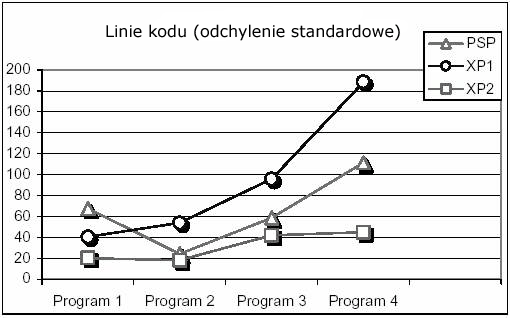 Linie kodu (odchylenie standardowe)
PSP
XP1
XP2
200
180
160
140
120
100
80
60
40
20
0
Program 1 Program 2 Program 3 Program 4